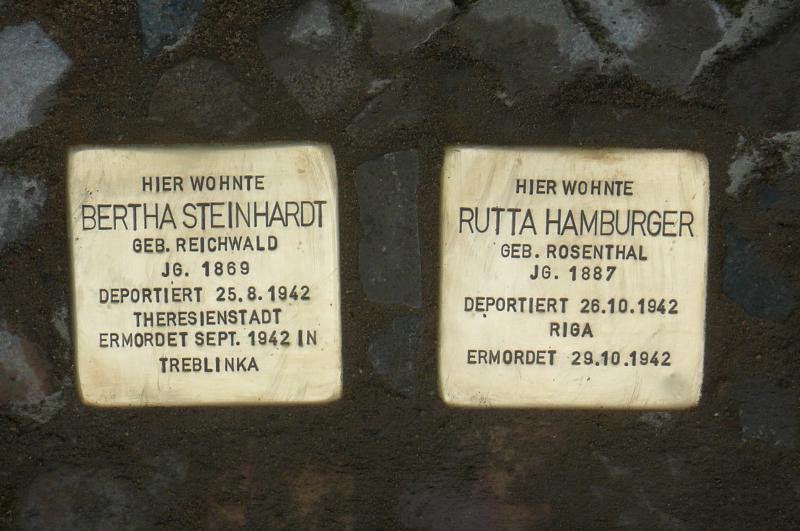 HIER WOHNTE
BERTHA STEINHARDT
GEB. REICHWALD
JG. 1869
DEPORTIERT 25.8.1942
THERESIENSTADT
ERMORDET SEPT. 1942 IN
TREBLINKA
HIER WOHNTE
RUTTA HAMBURGER
GEB. ROSENTHAL
JG. 1887
DEPORTIERT 26.10.1942
RIGA
ERMORDET 29.10.1942